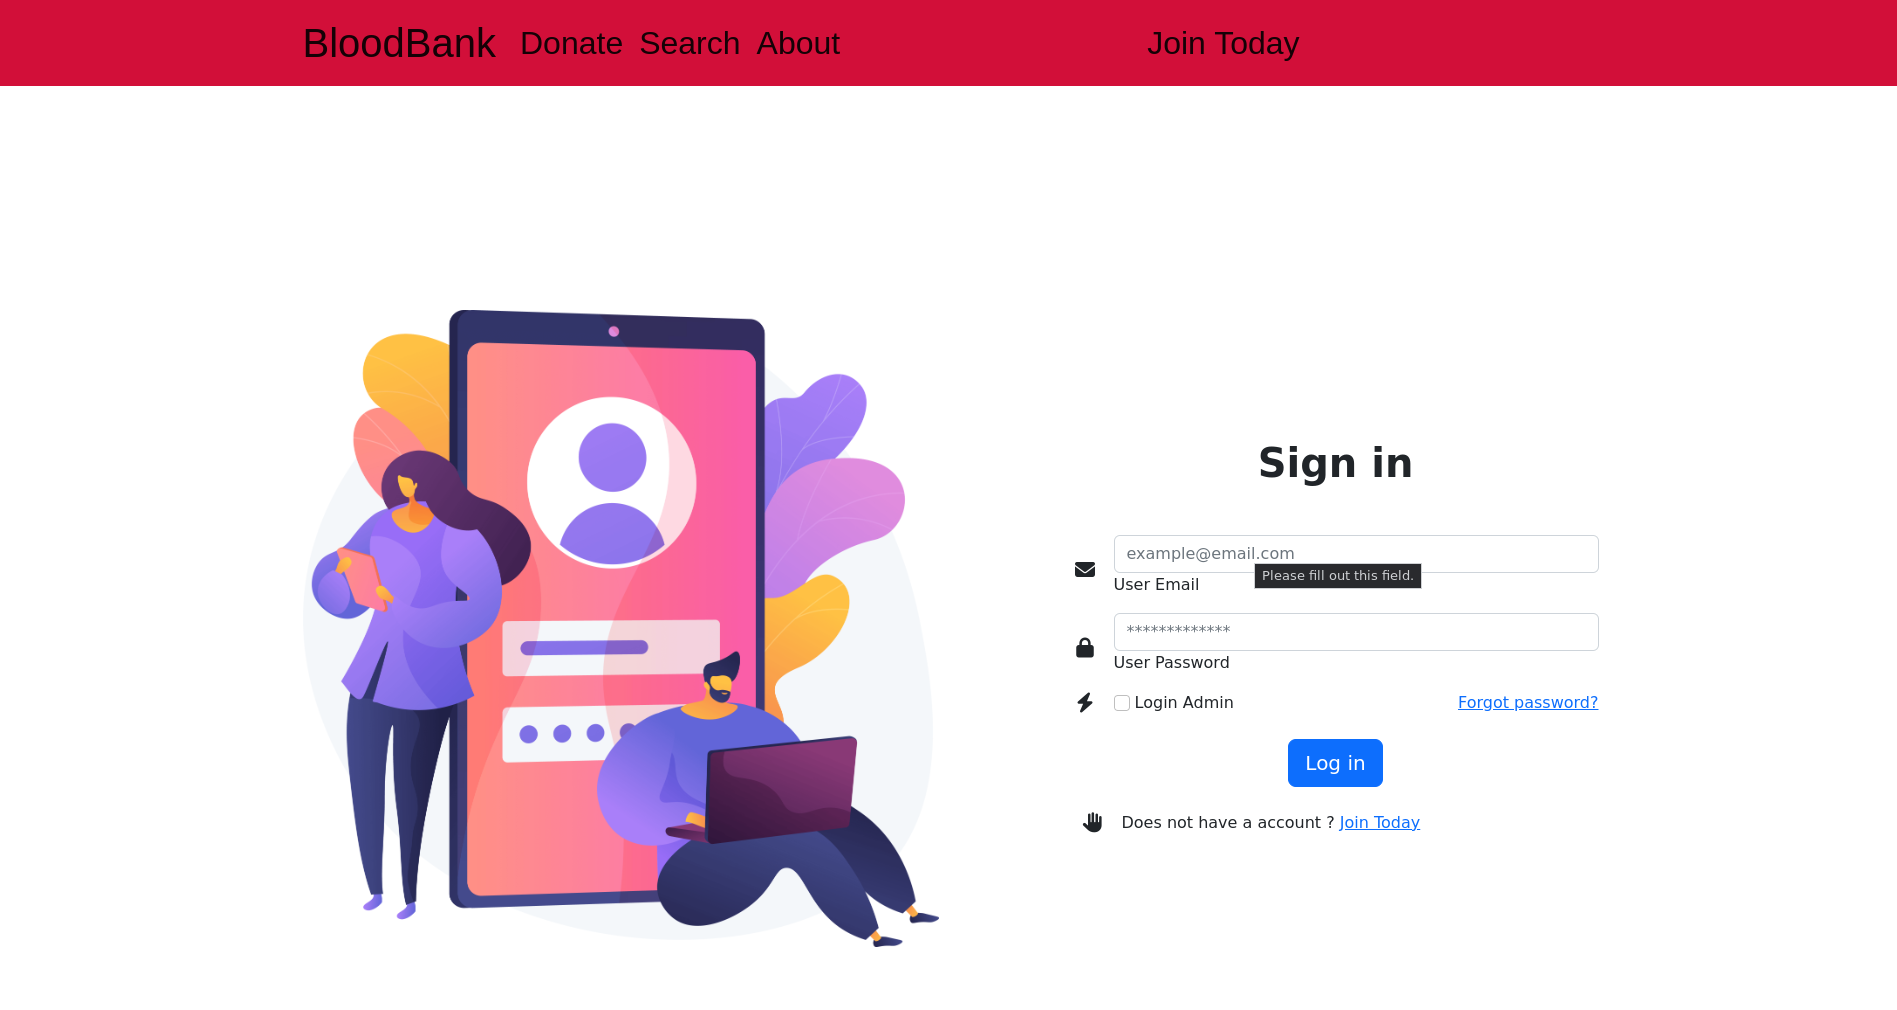 BloodBank Donate Search About Join Today
Sign in
example@email.com
Please fill out this field.
User Email
*************
User Password
Login Admin Forgot password?
Log in
Does not have a account ? Join Today